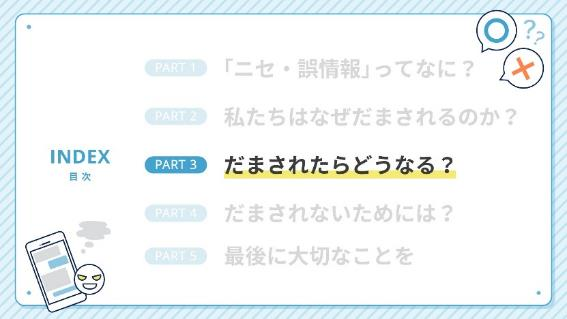 INDEX
目次
PART 1 「ニセ・誤情報」ってなに？
PART 2 私たちはなぜだまされるのか？
PART 3 だまされたらどうなる？
PART 4 だまされないためには？
PART 5 最後に大切なことを
??